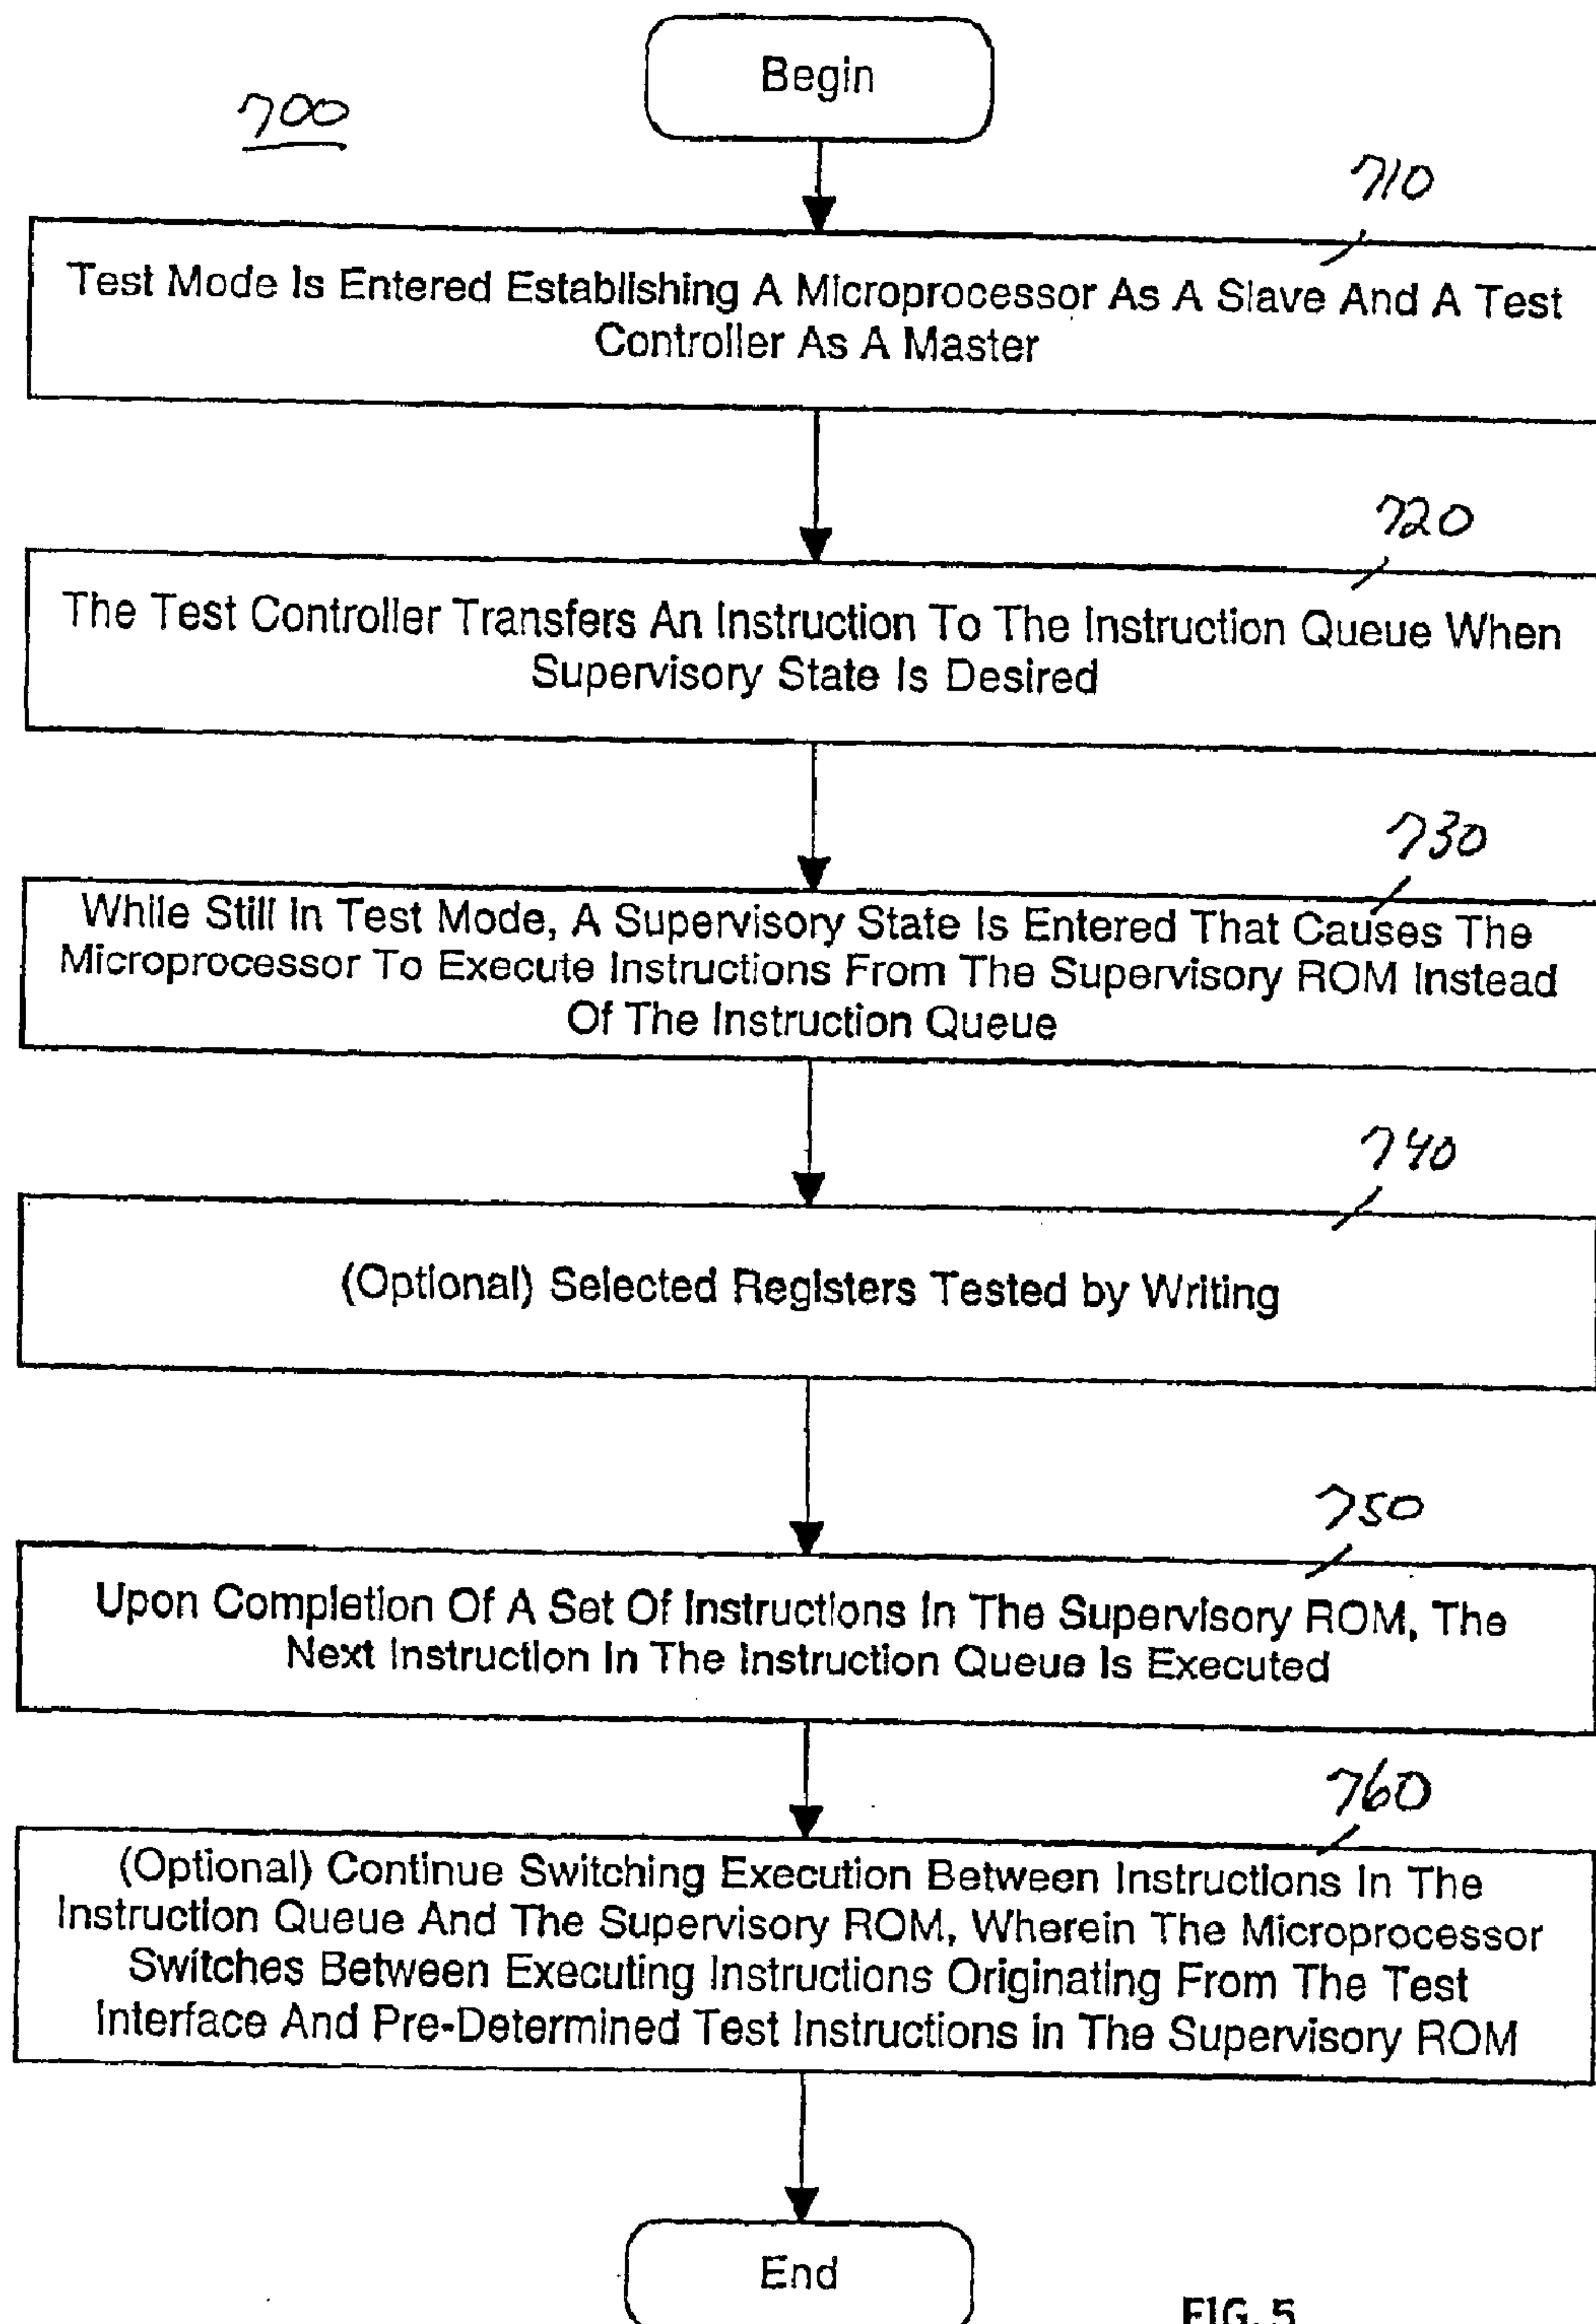 Begin
700
710
Test Mode Is Entered Establishing A Microprocessor As A Slave And A Test
Controller As A Master
720
The Test Controller Transfers An Instruction To The Instruction Queue When
Supervisory State Is Desired
730
While Still In Test Mode, A Supervisory State Is Entered That Causes The
Microprocessor To Execute Instructions From The Supervisory ROM Instead
Of The Instruction Queue
740
(Optional) Selected Registers Tested by Writing
750
Upon Completion Of A Set Of Instructions In The Supervisory ROM, The
Next Instruction In The Instruction Queue Is Executed
760
(Optional) Continue Switching Execution Between Instructions In The
Instruction Queue And The Supervisory ROM, Wherein The Microprocessor
Switches Between Executing Instructions Originating From The Test
Interface And Pre-Determined Test Instructions in The Supervisory ROM
End
FIG. 5